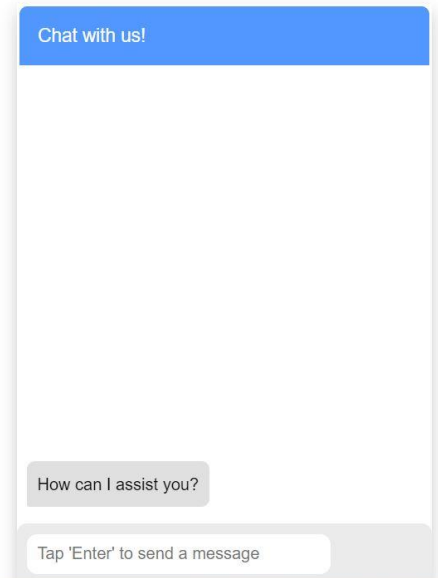 Chat with us!
How can I assist you?
Tap 'Enter' to send a message